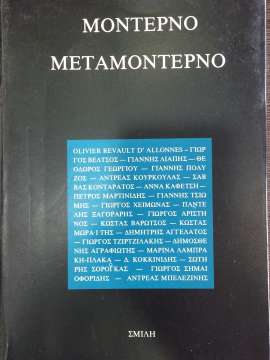 ΜΟΝΤΕΡΝΟ
ΜΕΤΑΜΟΝΤΕΡΝΟ
OLIVIER REVAULT D' ALLONNES – ΓΙΩΡ
ΓΟΣ ΒΕΛΤΣΟΣ — ΓΙΑΝΝΗΣ ΛΙΑΠΗΣ — ΘΕ
ΟΔΩΡΟΣ ΓΕΩΡΓΙΟΥ — ΓΙΑΝΝΗΣ ΠΟΛΥ
ΖΟΣ — ΑΝΤΡΕΑΣ ΚΟΥΡΚΟΥΛΑΣ — ΣΑΒ
ΒΑΣ ΚΟΝΤΑΡΑΤΟΣ — ΑΝΝΑ ΚΑΦΕΤΣΗ —
ΠΕΤΡΟΣ ΜΑΡΤΙΝΙΔΗΣ — ΓΙΑΝΝΗΣ ΤΣΙΩ
ΜΗΣ — ΓΙΩΡΓΟΣ ΧΕΙΜΩΝΑΣ — ΠΑΝΤΕ
ΛΗΣ ΞΑΓΟΡΑΡΗΣ — ΓΙΩΡΓΟΣ ΑΡΙΣΤΗ
ΝΟΣ — ΚΩΣΤΑΣ ΒΑΡΩΤΣΟΣ — ΚΩΣΤΑΣ
ΜΩΡΑΪΤΗΣ — ΔΗΜΗΤΡΗΣ ΑΓΓΕΛΑΤΟΣ
— ΓΙΩΡΓΟΣ ΤΖΙΡΤΖΙΛΑΚΗΣ — ΔΗΜΟΣΘΕ
ΝΗΣ ΑΓΡΑΦΙΩΤΗΣ — ΜΑΡΙΝΑ ΛΑΜΠΡΑ
ΚΗ-ΠΛΑΚΑ — Δ. ΚΟΚΚΙΝΙΔΗΣ — ΣΩΤΗ
ΡΗΣ ΣΟΡΟΓΚΑΣ — ΓΙΩΡΓΟΣ ΣΗΜΑΙ
ΟΦΟΡΙΔΗΣ — ΑΝΤΡΕΑΣ ΜΠΕΛΕΖΙΝΗΣ
ΣΜΙΛΗ